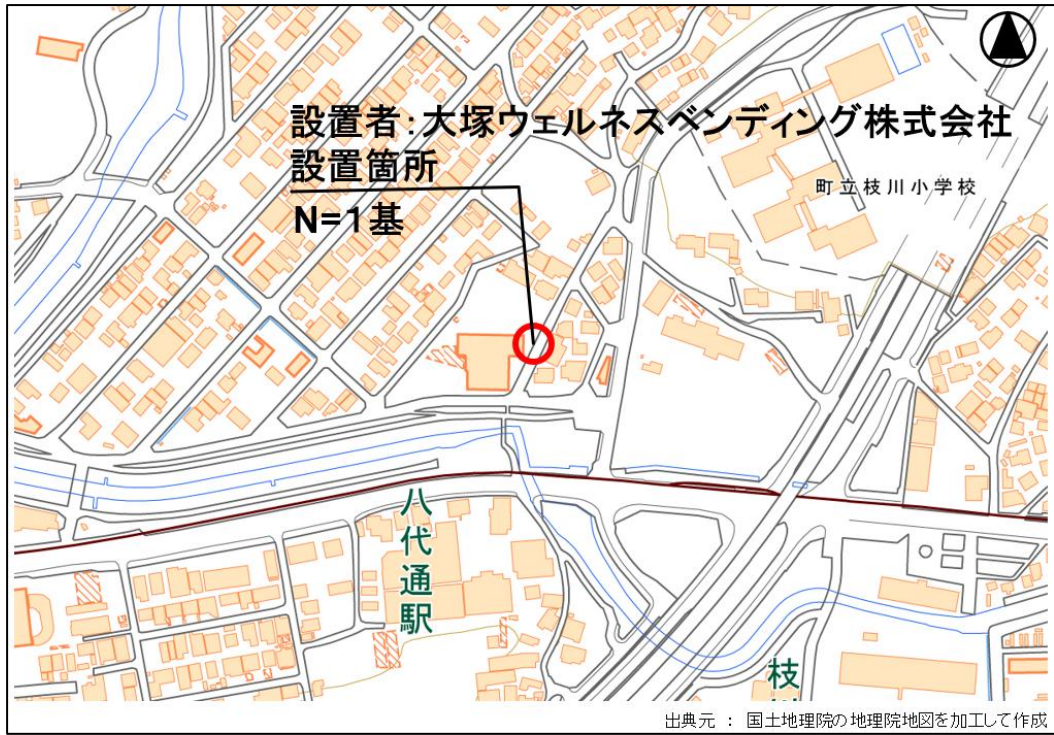 設置者:大塚ウェルネスベンディング株式会社
設置箇所
N=1基
町立枝川小学校
八代通駅
枝
出典元 : 国土地理院の地理院地図を加工して作成